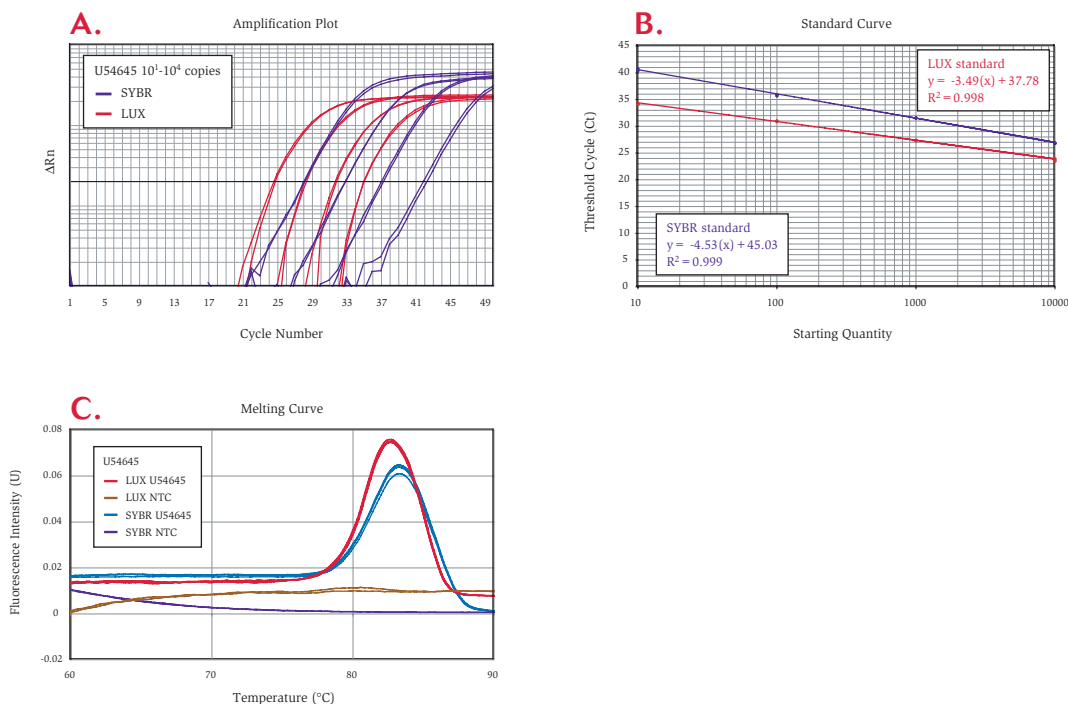 A.
Amplification Plot
U54645 10¹-10⁴ copies
SYBR
LUX
ΔRn
1 5 9 13 17 21 25 29 33 37 41 45 49
Cycle Number
B.
Standard Curve
45
40
35
30
25
20
15
10
5
0
Threshold Cycle (Ct)
LUX standard
y = -3.49(x) + 37.78
R² = 0.998
SYBR standard
y = -4.53(x) + 45.03
R² = 0.999
10 100 1000 10000
Starting Quantity
C.
Melting Curve
0.08
0.06
0.04
0.02
0
-0.02
Fluorescence Intensity (U)
U54645
LUX U54645
LUX NTC
SYBR U54645
SYBR NTC
60 70 80 90
Temperature (°C)